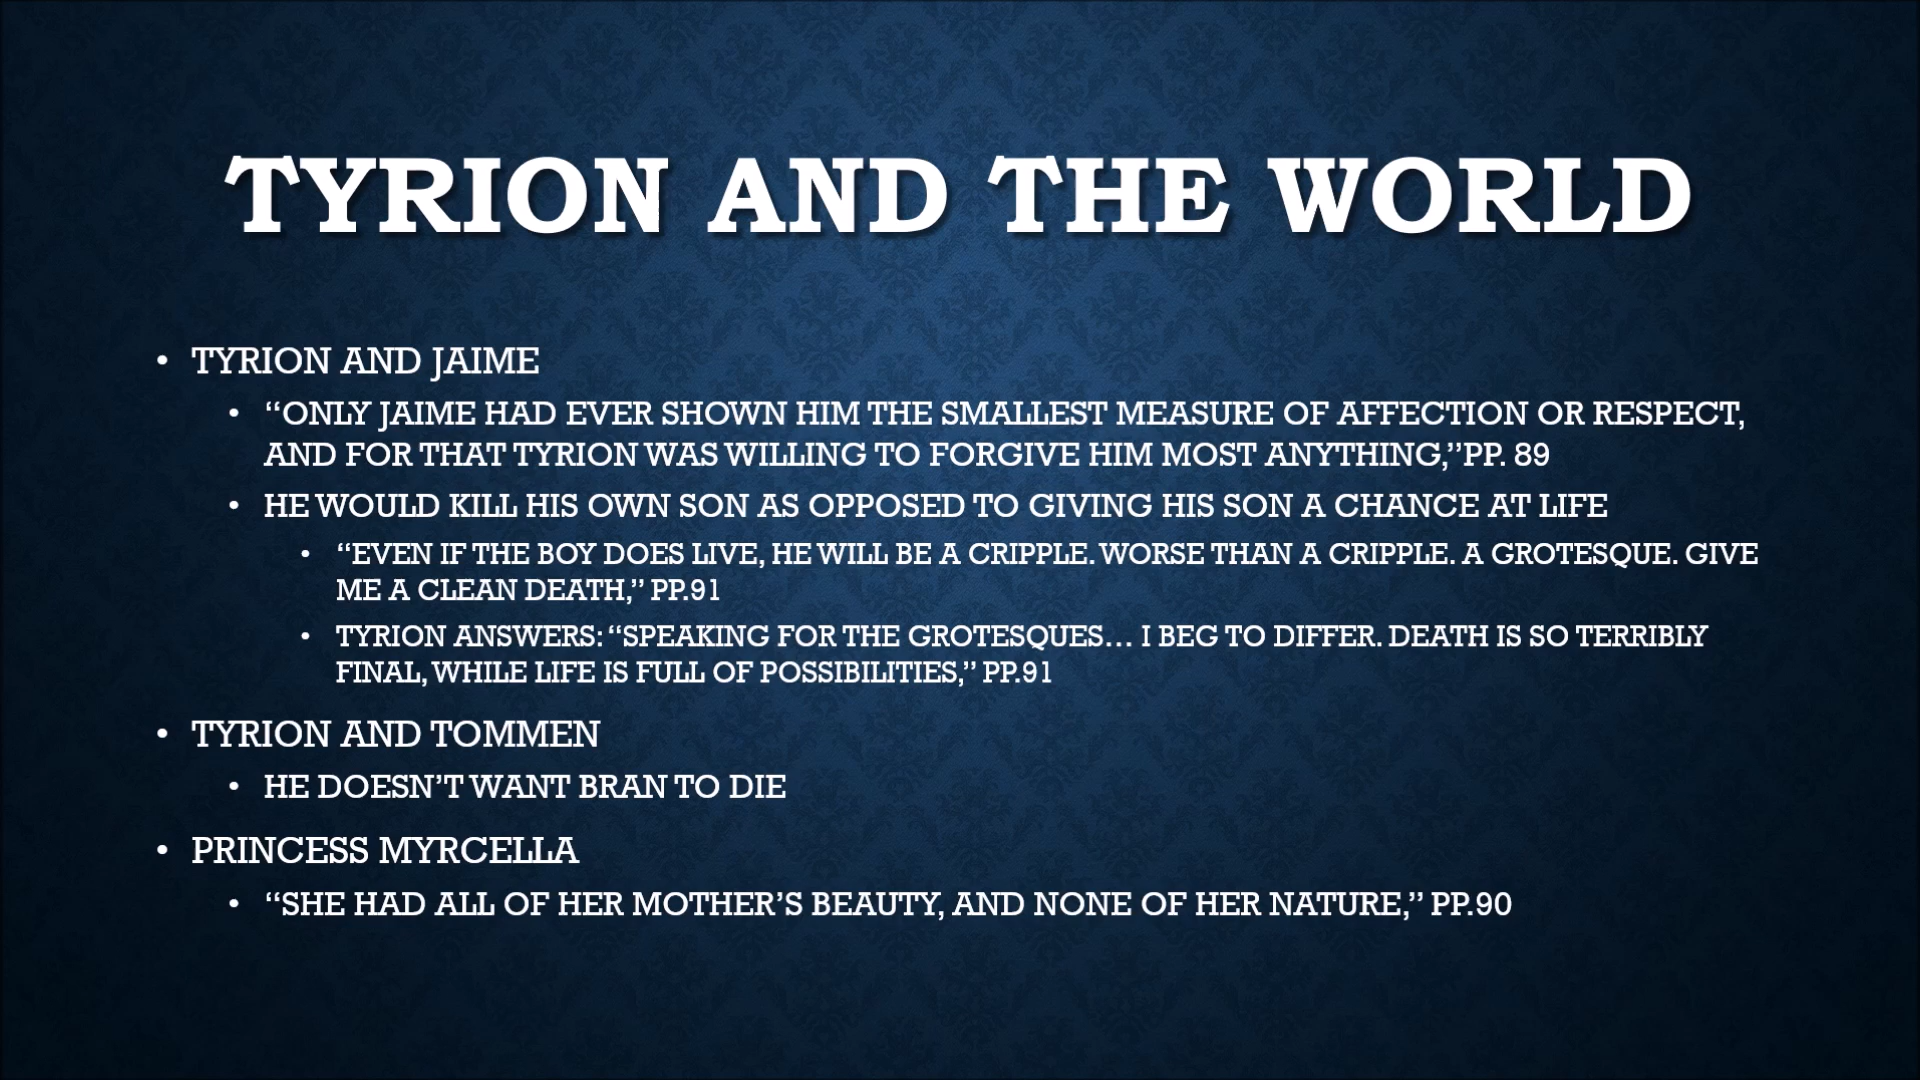 TYRION AND THE WORLD
• TYRION AND JAIME
• “ONLY JAIME HAD EVER SHOWN HIM THE SMALLEST MEASURE OF AFFECTION OR RESPECT,
AND FOR THAT TYRION WAS WILLING TO FORGIVE HIM MOST ANYTHING,”PP. 89
• HE WOULD KILL HIS OWN SON AS OPPOSED TO GIVING HIS SON A CHANCE AT LIFE
• “EVEN IF THE BOY DOES LIVE, HE WILL BE A CRIPPLE. WORSE THAN A CRIPPLE. A GROTESQUE. GIVE
ME A CLEAN DEATH,” PP.91
• TYRION ANSWERS: “SPEAKING FOR THE GROTESQUES… I BEG TO DIFFER. DEATH IS SO TERRIBLY
FINAL, WHILE LIFE IS FULL OF POSSIBILITIES,” PP.91
• TYRION AND TOMMEN
• HE DOESN’T WANT BRAN TO DIE
• PRINCESS MYRCELLA
• “SHE HAD ALL OF HER MOTHER’S BEAUTY, AND NONE OF HER NATURE,” PP.90